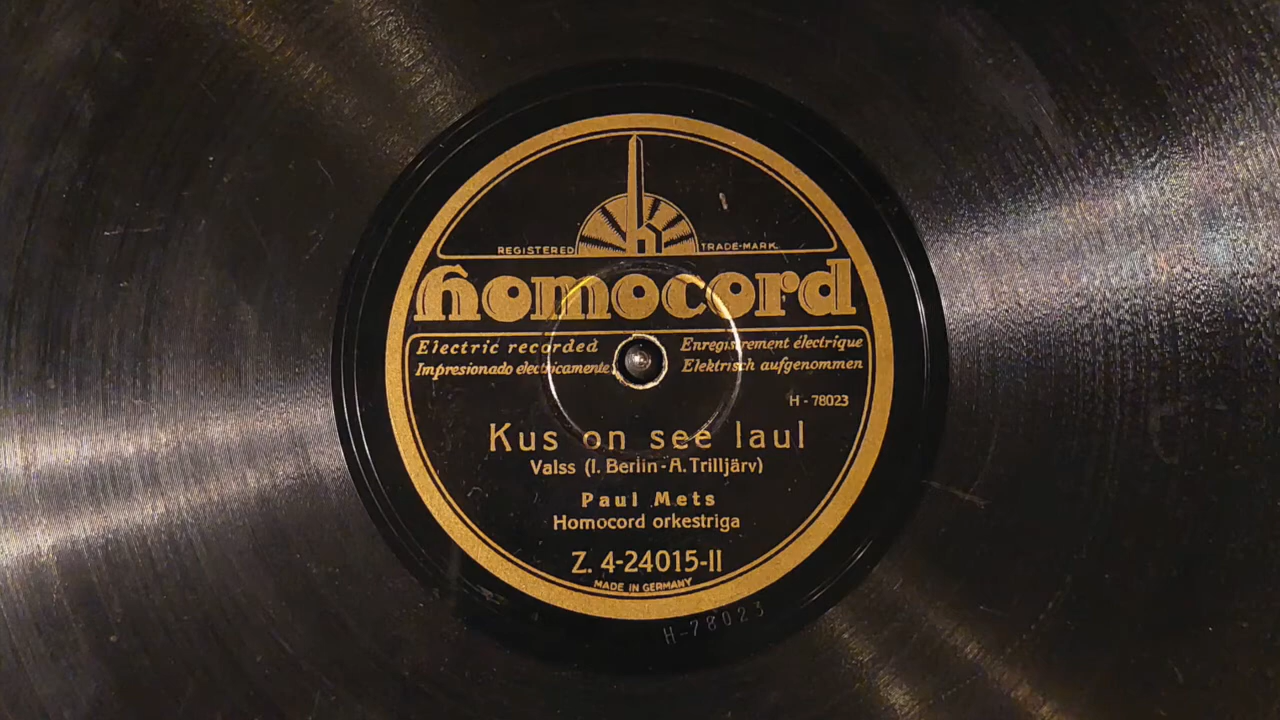 REGISTERED TRADE-MARK
homocord
Electric recorded
Impresionado electricamente
Enregistrement électrique
Elektrisch aufgenommen
H - 78023
Kus on see laul
Valss (I. Berlin - A. Trilljärv)
Paul Mets
Homocord orkestriga
Z. 4-24015-II
MADE IN GERMANY
H-78023